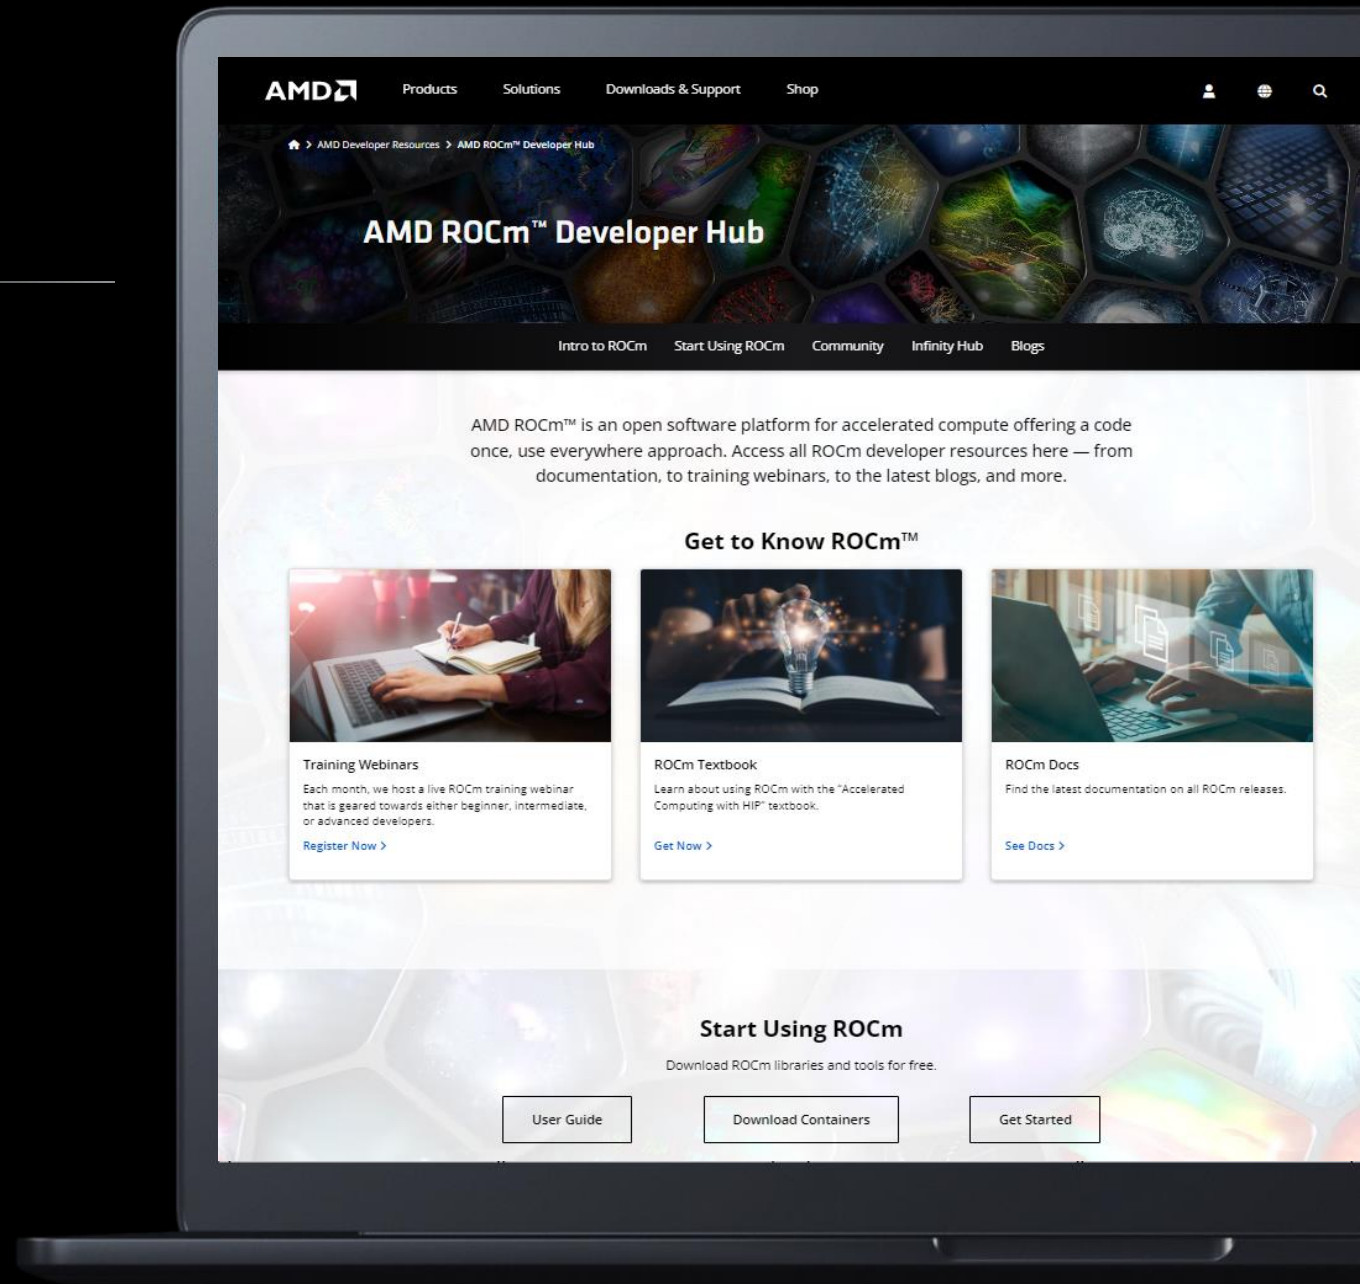 AMD
Products Solutions Downloads & Support Shop
> AMD Developer Resources > AMD ROCm™ Developer Hub
AMD ROCm™ Developer Hub
Intro to ROCm Start Using ROCm Community Infinity Hub Blogs
AMD ROCm™ is an open software platform for accelerated compute offering a code
once, use everywhere approach. Access all ROCm developer resources here — from
documentation, to training webinars, to the latest blogs, and more.
Get to Know ROCm™
Training Webinars
Each month, we host a live ROCm training webinar
that is geared towards either beginner, intermediate,
or advanced developers.
Register Now >
ROCm Textbook
Learn about using ROCm with the "Accelerated
Computing with HIP" textbook.
Get Now >
ROCm Docs
Find the latest documentation on all ROCm releases.
See Docs >
Start Using ROCm
Download ROCm libraries and tools for free.
User Guide Download Containers Get Started